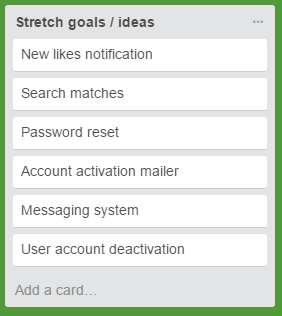 Stretch goals / ideas
New likes notification
Search matches
Password reset
Account activation mailer
Messaging system
User account deactivation
Add a card…